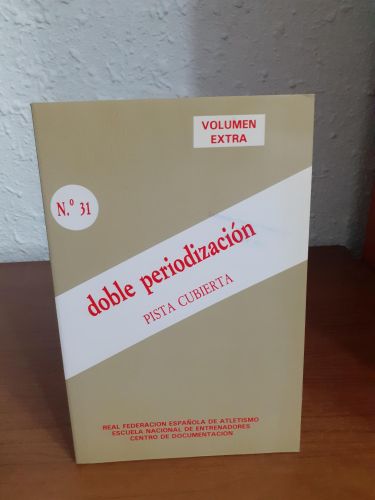 VOLUMEN
EXTRA
N.º 31
doble periodización
PISTA CUBIERTA
REAL FEDERACION ESPAÑOLA DE ATLETISMO
ESCUELA NACIONAL DE ENTRENADORES
CENTRO DE DOCUMENTACION